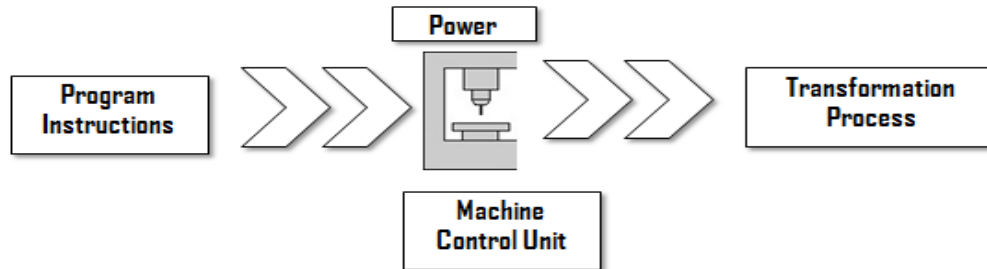 Power
Program
Instructions
Transformation
Process
Machine
Control Unit